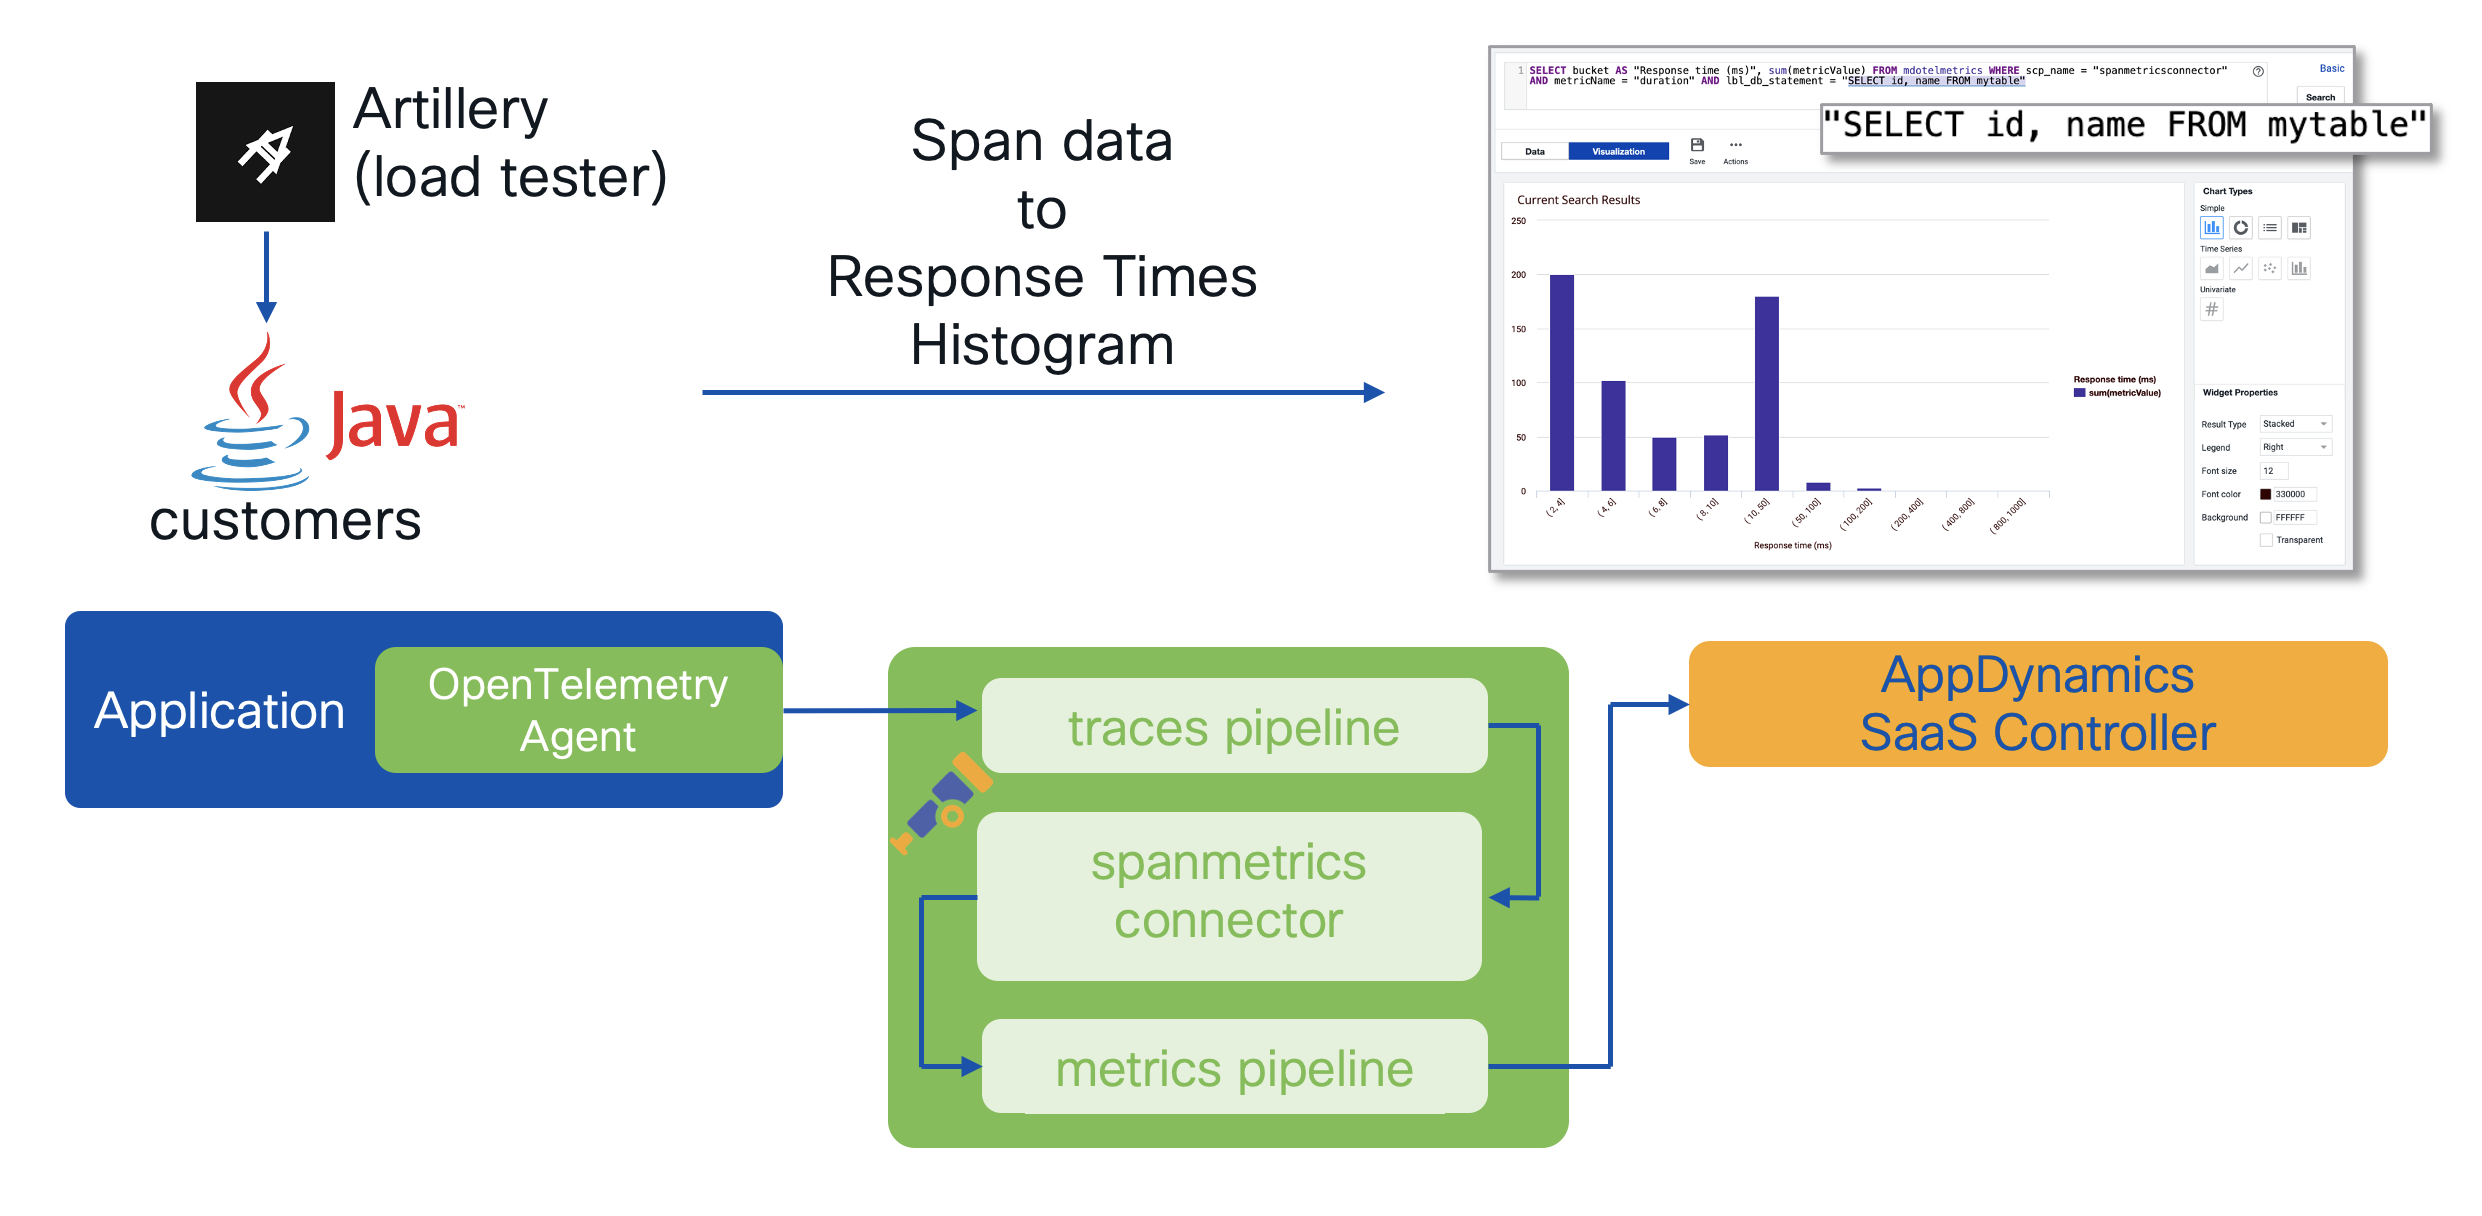 Artillery
(load tester)
Java™
customers
Span data
to
Response Times
Histogram
1 SELECT bucket AS "Response time (ms)", sum(metricValue) FROM mdotelmetrics WHERE scp_name = "spanmetricsconnector"
AND metricName = "duration" AND lbl_db_statement = "SELECT id, name FROM mytable"
Basic
Search
"SELECT id, name FROM mytable"
Data
Visualization
Save
Actions
Current Search Results
250
200
150
100
50
0
(2, 4]
(4, 6]
(6, 8]
(8, 10]
(10, 50]
(50, 100]
(100, 200]
(200, 400]
(400, 800]
(800, 1000]
Response time (ms)
Response time (ms)
sum(metricValue)
Chart Types
Simple
Time Series
Univariate
#
Widget Properties
Result Type Stacked
Legend Right
Font size 12
Font color 330000
Background FFFFFF
Transparent
Application
OpenTelemetry
Agent
traces pipeline
spanmetrics
connector
metrics pipeline
AppDynamics
SaaS Controller